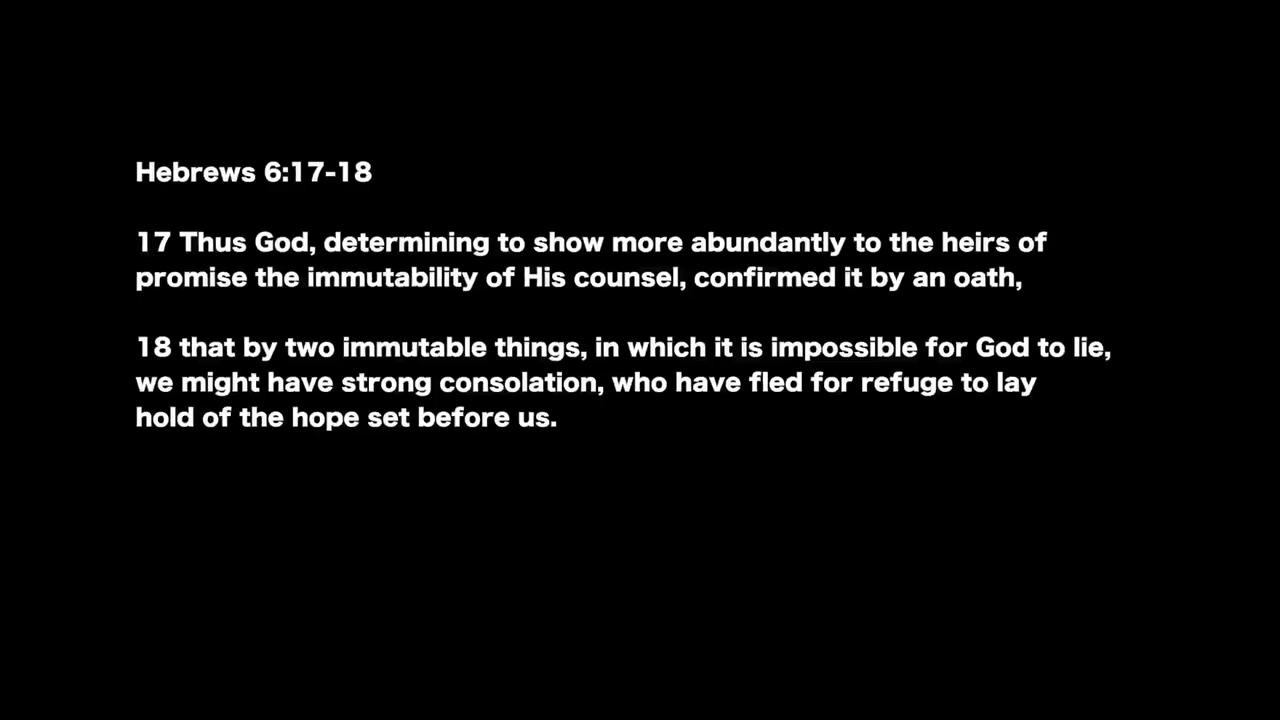 Hebrews 6:17-18
17 Thus God, determining to show more abundantly to the heirs of
promise the immutability of His counsel, confirmed it by an oath,
18 that by two immutable things, in which it is impossible for God to lie,
we might have strong consolation, who have fled for refuge to lay
hold of the hope set before us.